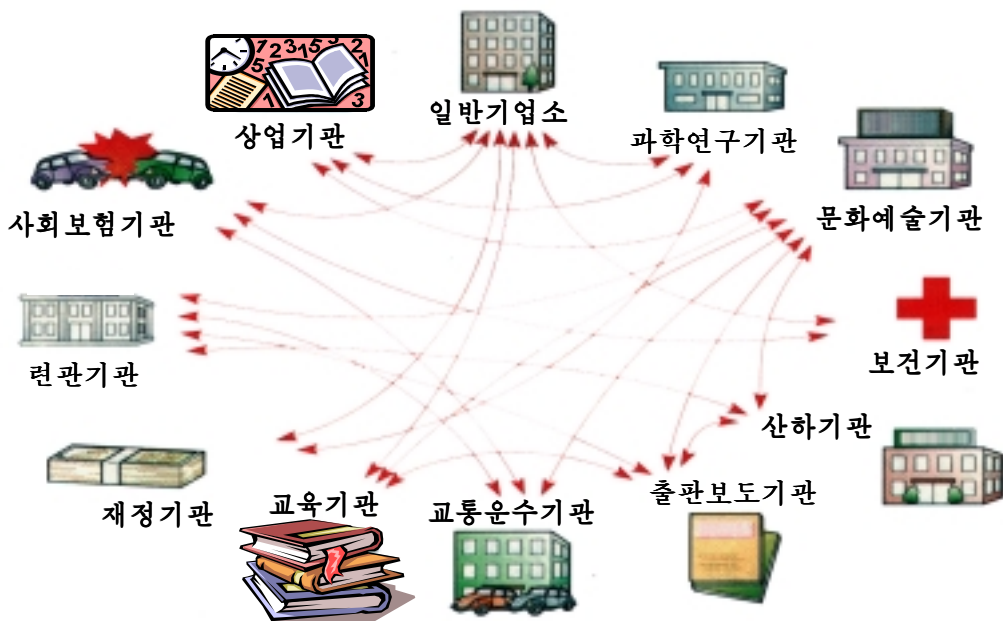 일반기업소
상업기관
과학연구기관
사회보험기관
문화예술기관
련관기관
보건기관
산하기관
재정기관
교육기관
교통운수기관
출판보도기관